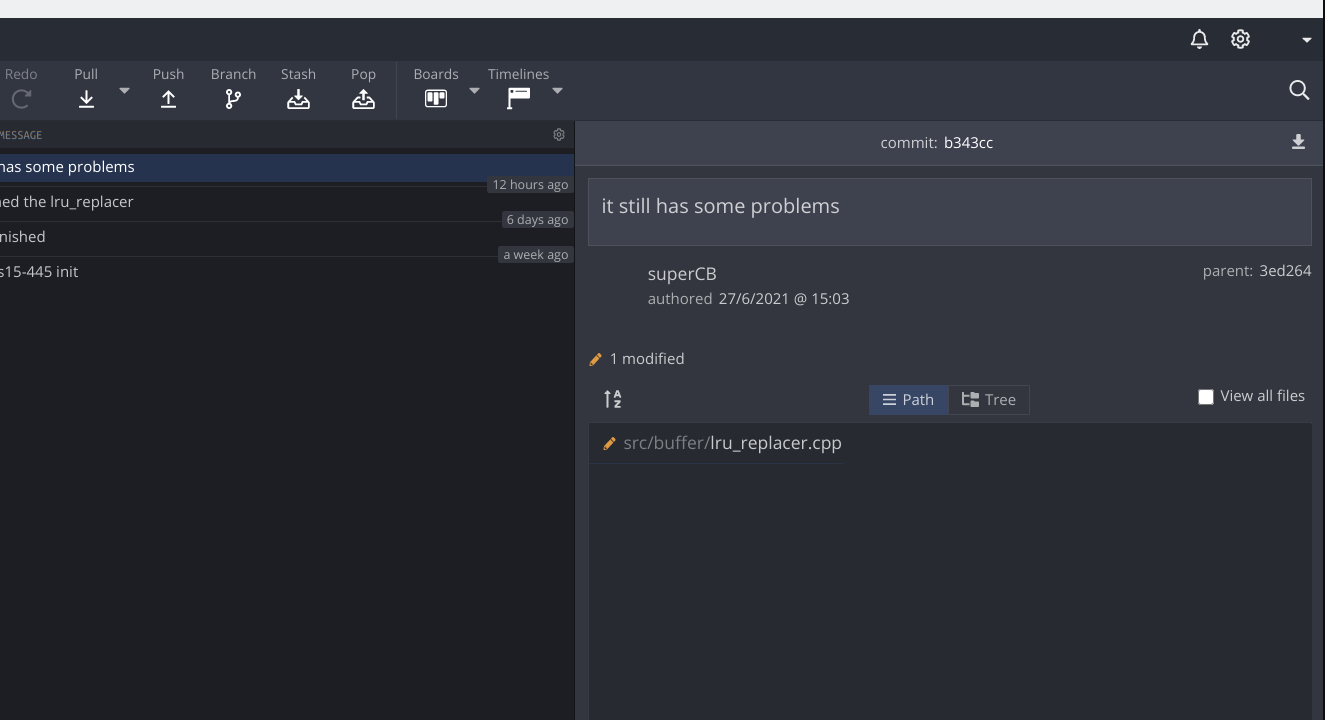 Redo Pull Push Branch Stash Pop Boards Timelines
MESSAGE
commit: b343cc
has some problems
12 hours ago
ed the lru_replacer
6 days ago
nished
a week ago
s15-445 init
it still has some problems
superCB
parent: 3ed264
authored 27/6/2021 @ 15:03
1 modified
A
Z
Path Tree
View all files
src/buffer/lru_replacer.cpp